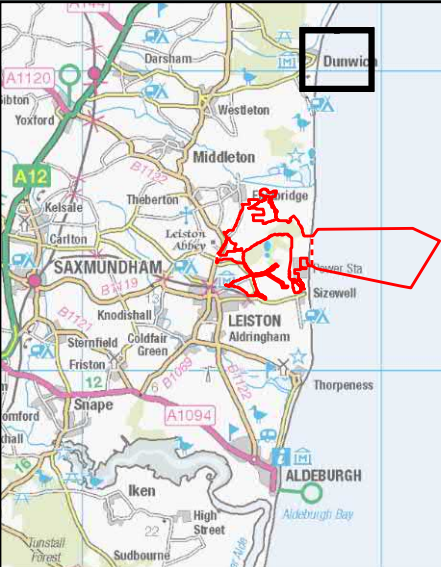 A144
A1120
Darsham
Dunwich
Yoxford
Westleton
Middleton
B1122
A12
Theberton
Kelsale
Leiston
Abbey
Carlton
SAXMUNDHAM
Power Sta
B1119
Sizewell
13
Knodishall
LEISTON
B1121
Aldringham
Sternfield
Coldfair
Green
Friston
B1069
B1122
12
6
Thorpeness
Snape
A1094
16
ALDEBURGH
Iken
Aldeburgh Bay
High
Street
22
Tunstall
Forest
Sudbourne